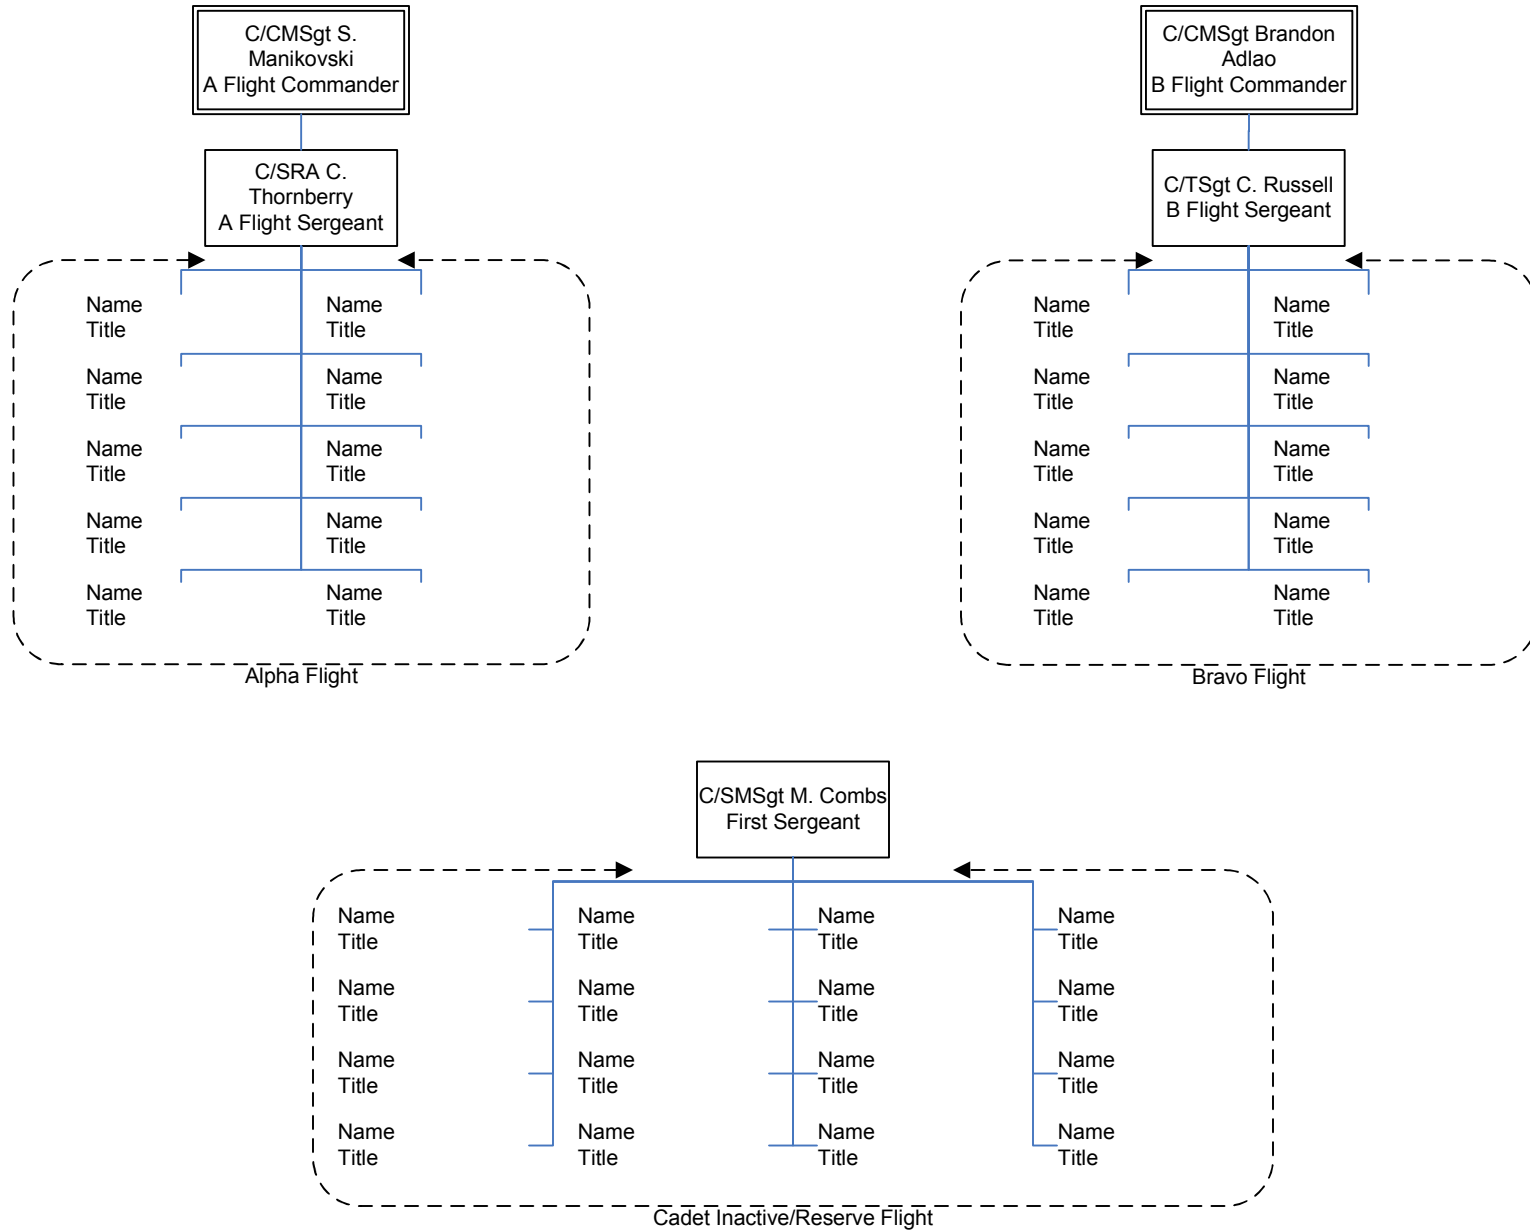 C/CMSgt S.
Manikovski
A Flight Commander
C/SRA C.
Thornberry
A Flight Sergeant
Name
Title
Name
Title
Name
Title
Name
Title
Name
Title
Name
Title
Name
Title
Name
Title
Name
Title
Name
Title
Alpha Flight
C/CMSgt Brandon
Adlao
B Flight Commander
C/TSgt C. Russell
B Flight Sergeant
Name
Title
Name
Title
Name
Title
Name
Title
Name
Title
Name
Title
Name
Title
Name
Title
Name
Title
Name
Title
Bravo Flight
C/SMSgt M. Combs
First Sergeant
Name
Title
Name
Title
Name
Title
Name
Title
Name
Title
Name
Title
Name
Title
Name
Title
Name
Title
Name
Title
Name
Title
Name
Title
Name
Title
Name
Title
Name
Title
Name
Title
Cadet Inactive/Reserve Flight